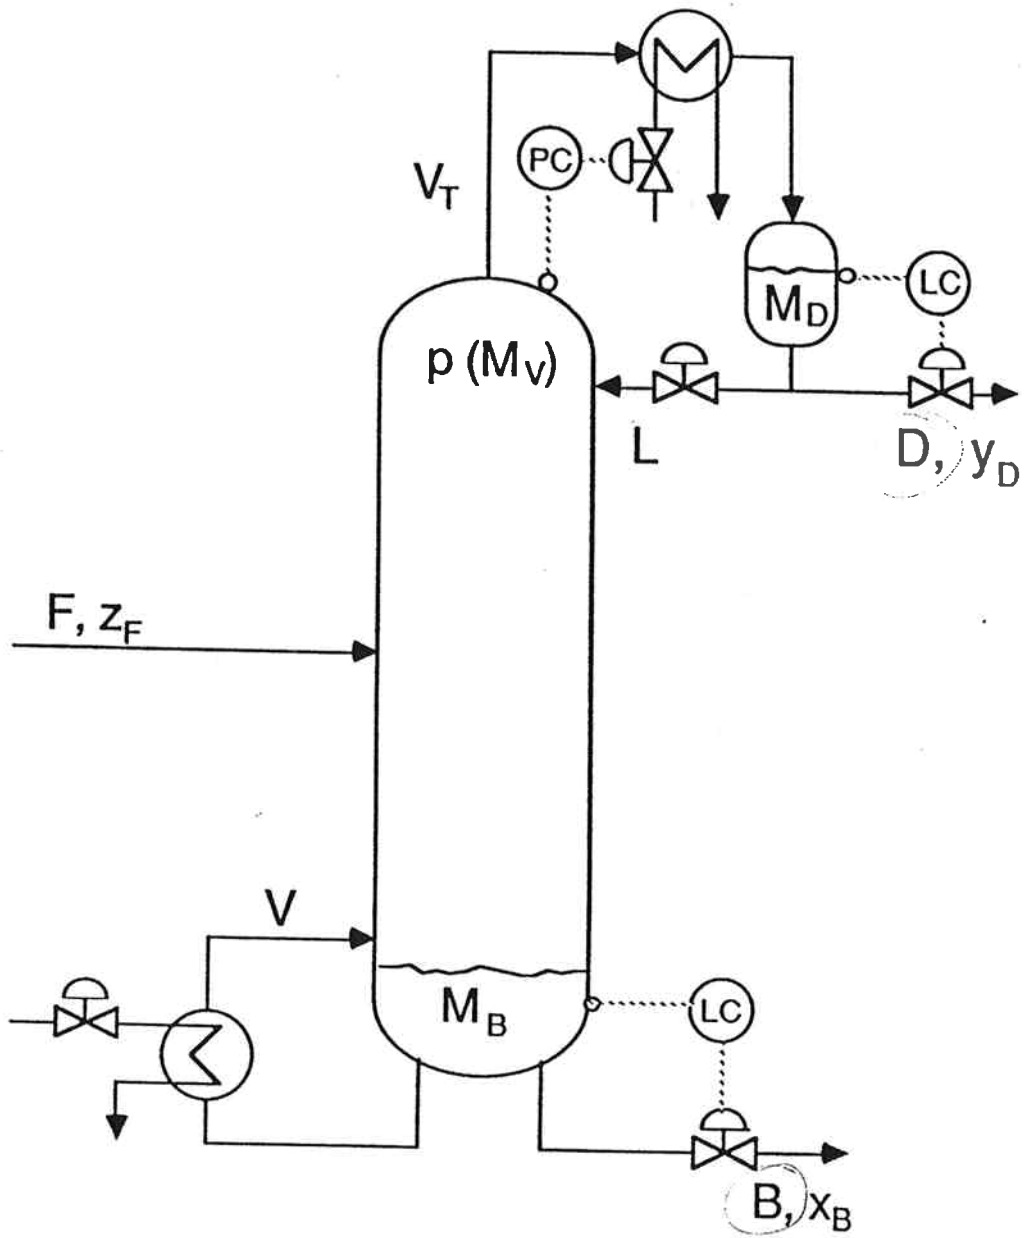 PC
V_T
LC
M_D
p (M_V)
L
D, y_D
F, z_F
V
M_B
LC
B, x_B